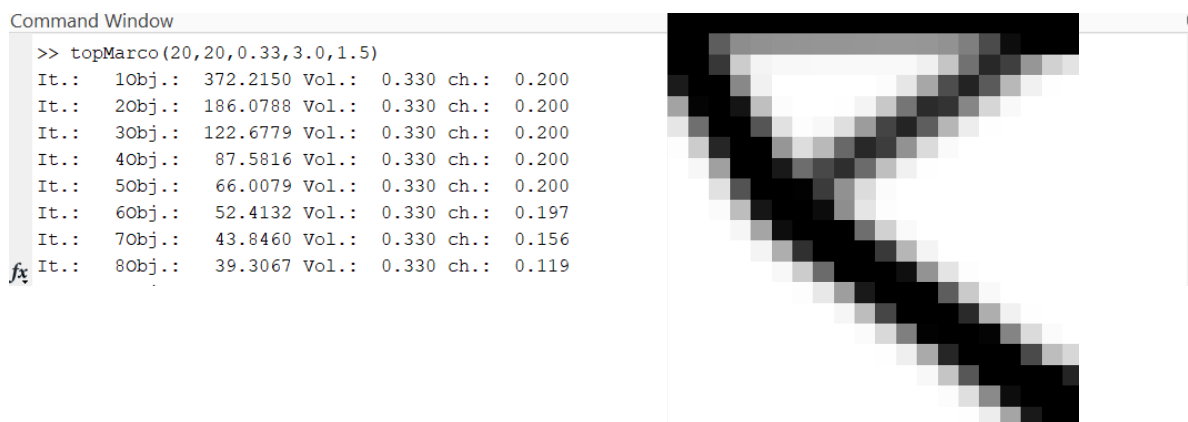 Command Window
>> topMarco(20,20,0.33,3.0,1.5)
It.: 1Obj.: 372.2150 Vol.: 0.330 ch.: 0.200
It.: 2Obj.: 186.0788 Vol.: 0.330 ch.: 0.200
It.: 3Obj.: 122.6779 Vol.: 0.330 ch.: 0.200
It.: 4Obj.: 87.5816 Vol.: 0.330 ch.: 0.200
It.: 5Obj.: 66.0079 Vol.: 0.330 ch.: 0.200
It.: 6Obj.: 52.4132 Vol.: 0.330 ch.: 0.197
It.: 7Obj.: 43.8460 Vol.: 0.330 ch.: 0.156
fx It.: 8Obj.: 39.3067 Vol.: 0.330 ch.: 0.119